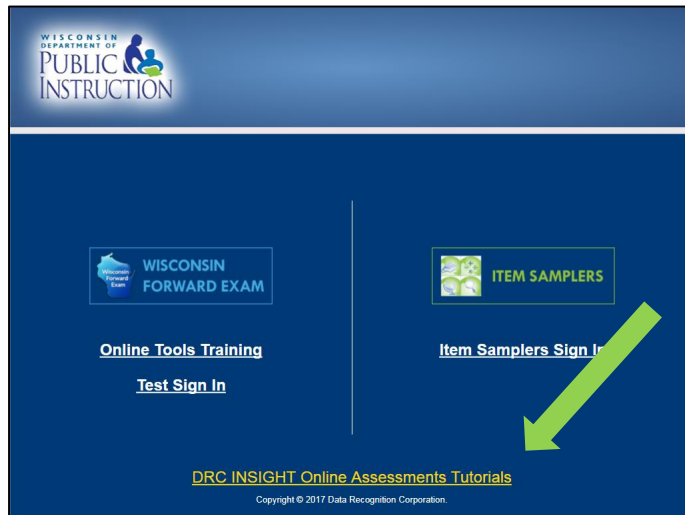 WISCONSIN
DEPARTMENT OF
PUBLIC
INSTRUCTION
Wisconsin
Forward
Exam
WISCONSIN
FORWARD EXAM
ITEM SAMPLERS
Online Tools Training
Test Sign In
Item Samplers Sign In
DRC INSIGHT Online Assessments Tutorials
Copyright © 2017 Data Recognition Corporation.